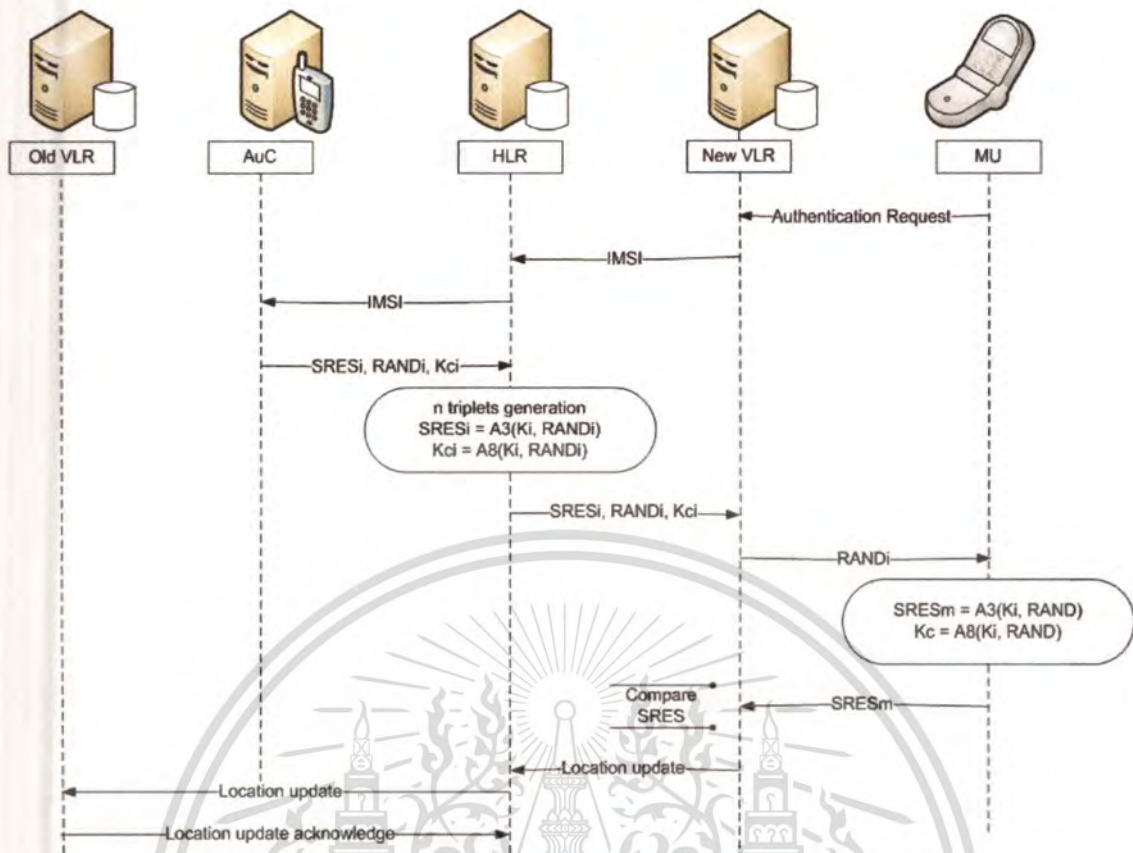 Old VLR
AuC
HLR
New VLR
MU
Authentication Request
IMSI
IMSI
SRESi, RANDi, Kci
n triplets generation
SRESi = A3(Ki, RANDi)
Kci = A8(Ki, RANDi)
SRESi, RANDi, Kci
RANDi
SRESm = A3(Ki, RAND)
Kc = A8(Ki, RAND)
Compare
SRES
SRESm
Location update
Location update
Location update acknowledge